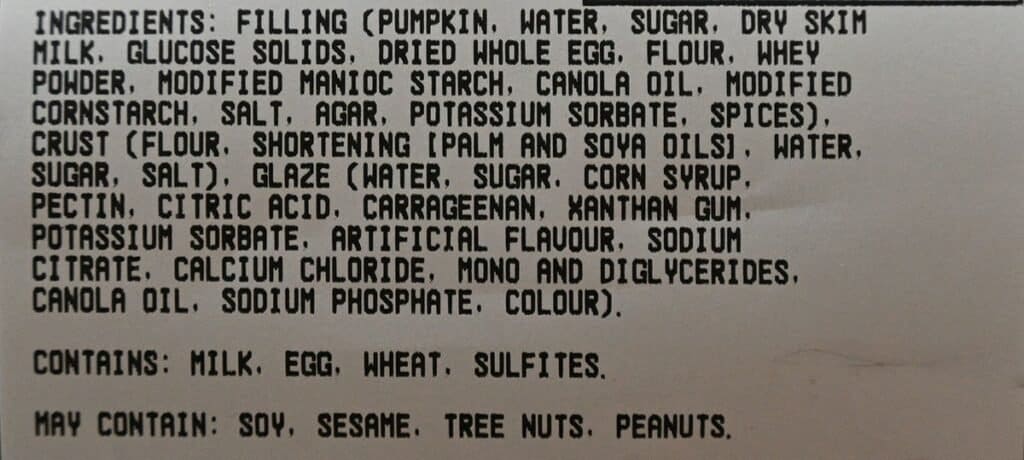 INGREDIENTS: FILLING (PUMPKIN, WATER, SUGAR, DRY SKIM
MILK, GLUCOSE SOLIDS, DRIED WHOLE EGG, FLOUR, WHEY
POWDER, MODIFIED MANIOC STARCH, CANOLA OIL, MODIFIED
CORNSTARCH, SALT, AGAR, POTASSIUM SORBATE, SPICES),
CRUST (FLOUR, SHORTENING [PALM AND SOYA OILS], WATER,
SUGAR, SALT), GLAZE (WATER, SUGAR, CORN SYRUP,
PECTIN, CITRIC ACID, CARRAGEENAN, XANTHAN GUM,
POTASSIUM SORBATE, ARTIFICIAL FLAVOUR, SODIUM
CITRATE, CALCIUM CHLORIDE, MONO AND DIGLYCERIDES,
CANOLA OIL, SODIUM PHOSPHATE, COLOUR).
CONTAINS: MILK, EGG, WHEAT, SULFITES.
MAY CONTAIN: SOY, SESAME, TREE NUTS, PEANUTS.